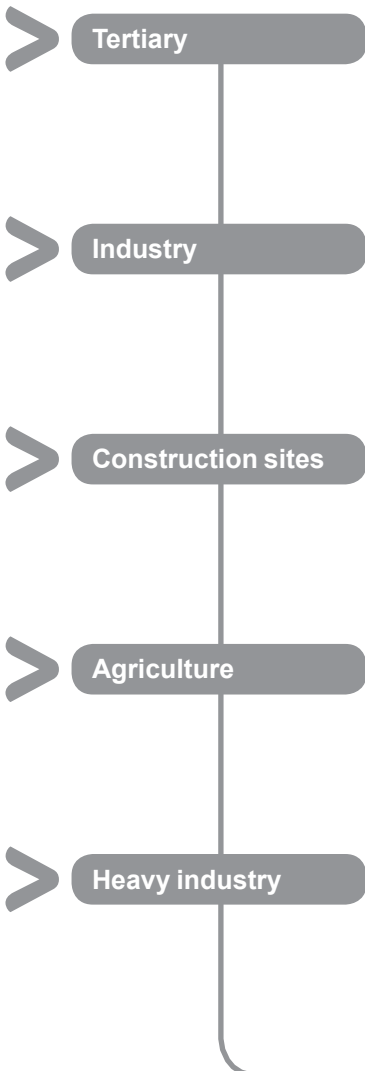 Tertiary
Industry
Construction sites
Agriculture
Heavy industry